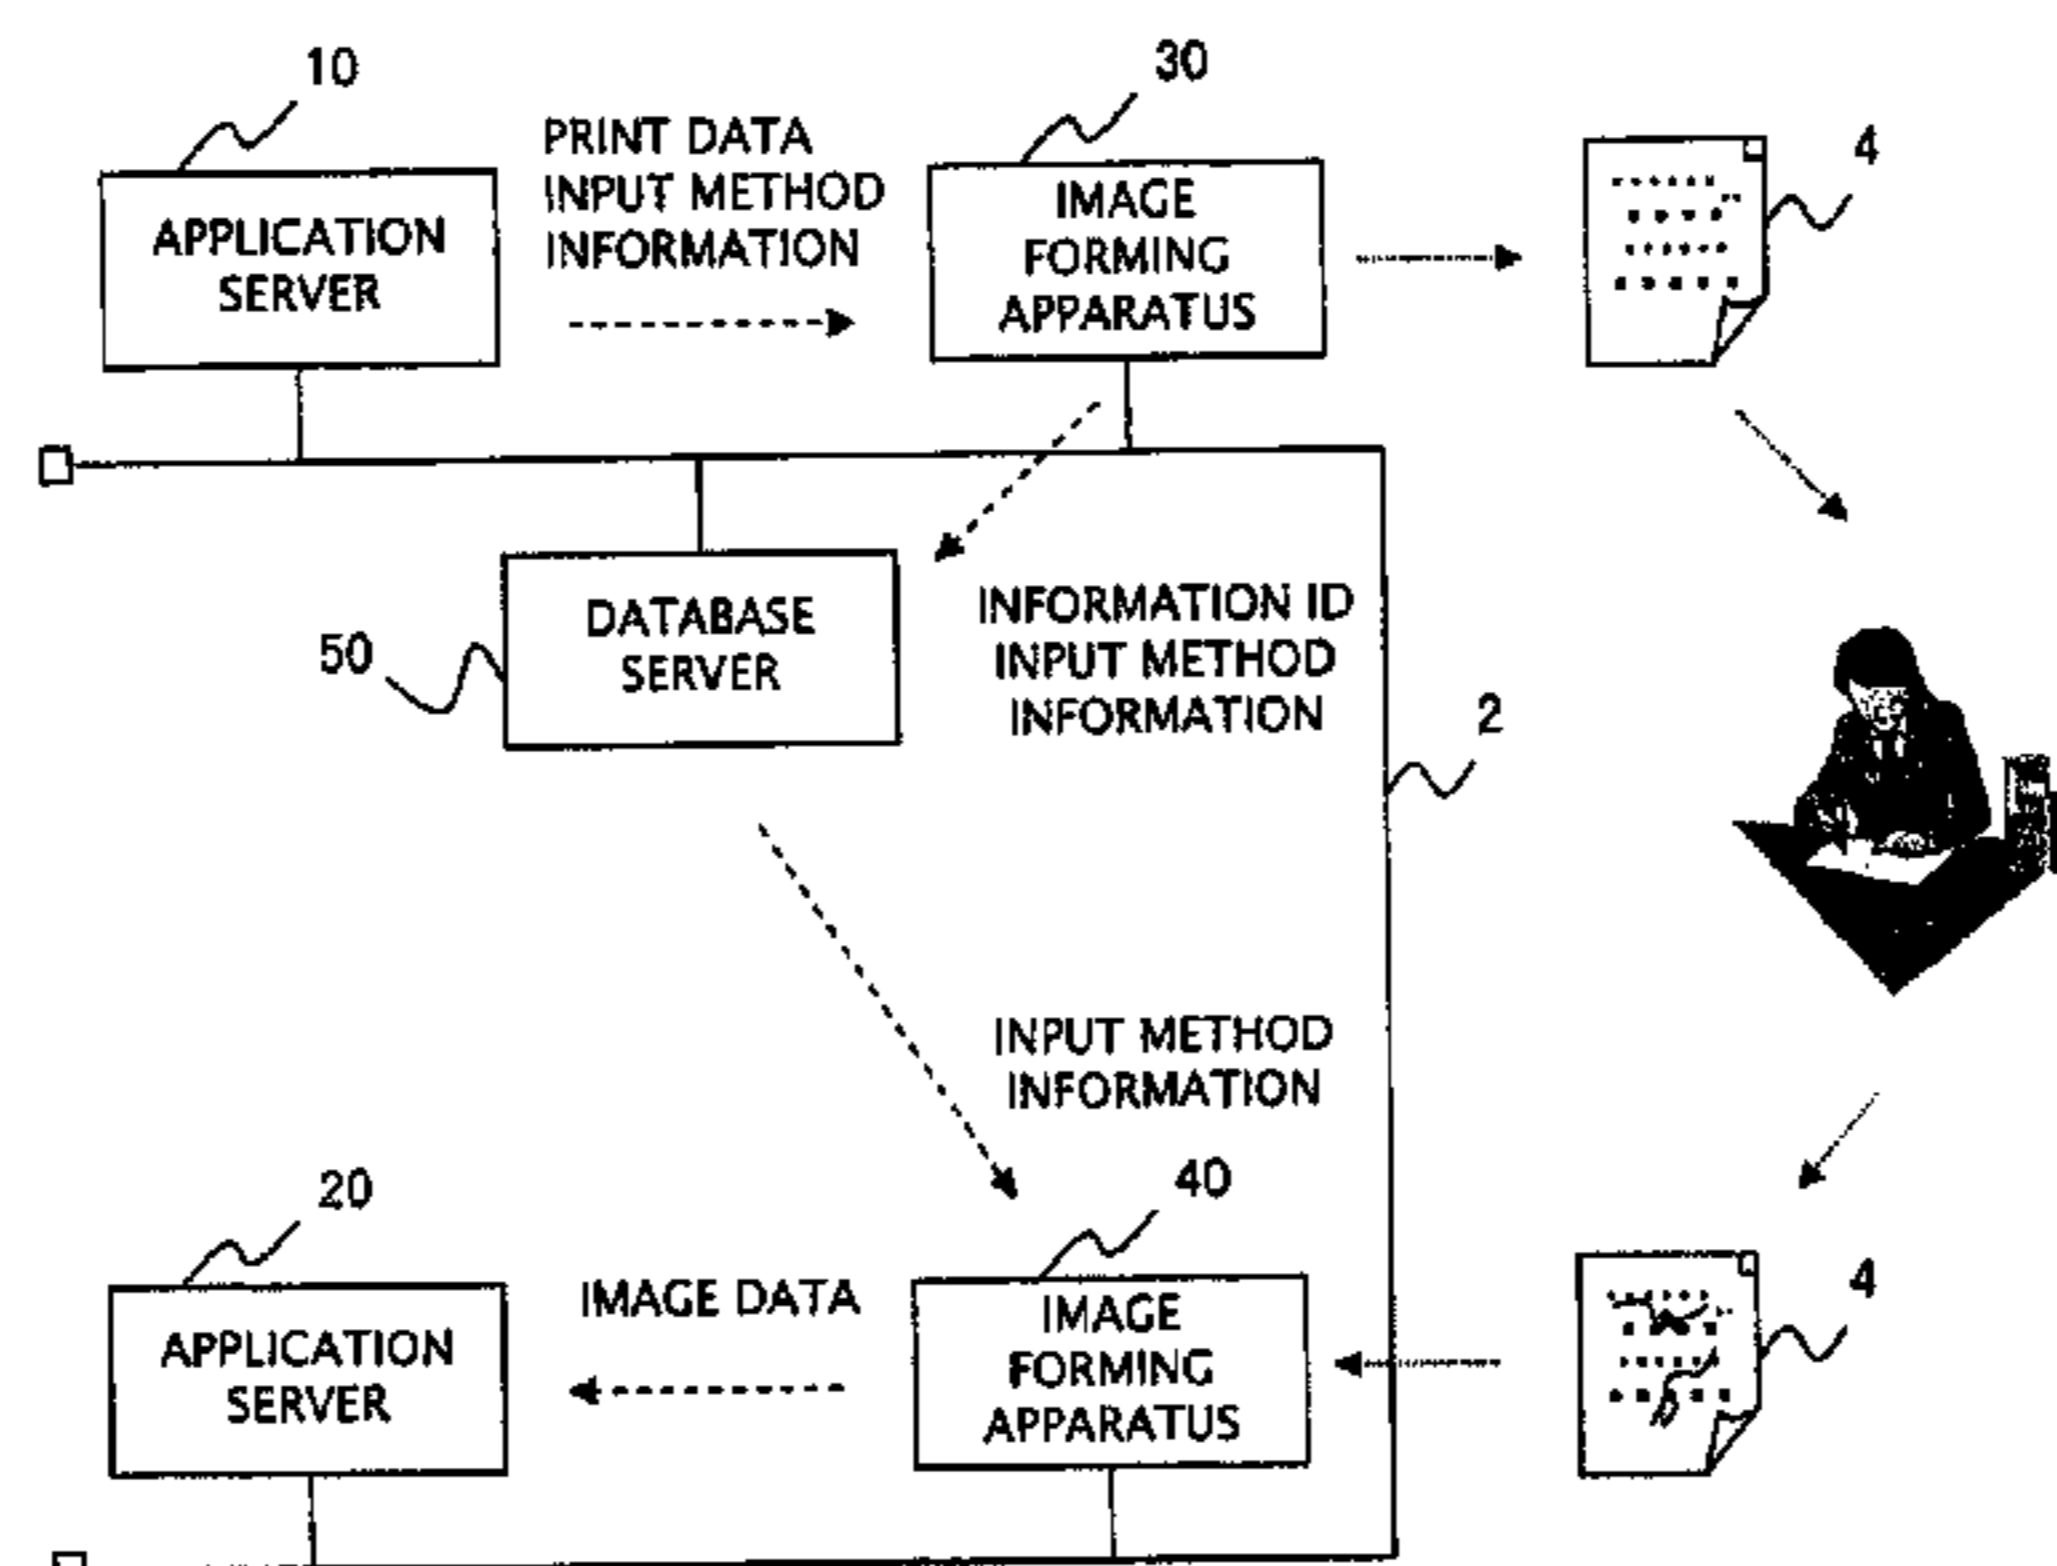 10
30
PRINT DATA
INPUT METHOD
INFORMATION
4
APPLICATION
SERVER
IMAGE
FORMING
APPARATUS
DATABASE
SERVER
50
INFORMATION ID
INPUT METHOD
INFORMATION
2
INPUT METHOD
INFORMATION
20
40
IMAGE DATA
4
APPLICATION
SERVER
IMAGE
FORMING
APPARATUS